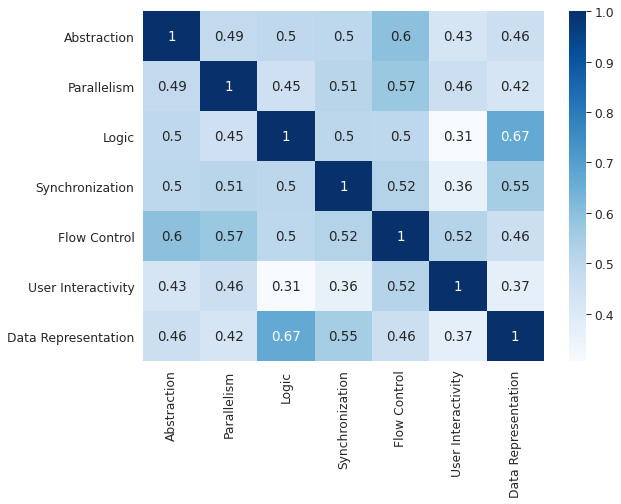 Abstraction 1 0.49 0.5 0.5 0.6 0.43 0.46
Parallelism 0.49 1 0.45 0.51 0.57 0.46 0.42
Logic 0.5 0.45 1 0.5 0.5 0.31 0.67
Synchronization 0.5 0.51 0.5 1 0.52 0.36 0.55
Flow Control 0.6 0.57 0.5 0.52 1 0.52 0.46
User Interactivity 0.43 0.46 0.31 0.36 0.52 1 0.37
Data Representation 0.46 0.42 0.67 0.55 0.46 0.37 1
Abstraction
Parallelism
Logic
Synchronization
Flow Control
User Interactivity
Data Representation
1.0
0.9
0.8
0.7
0.6
0.5
0.4